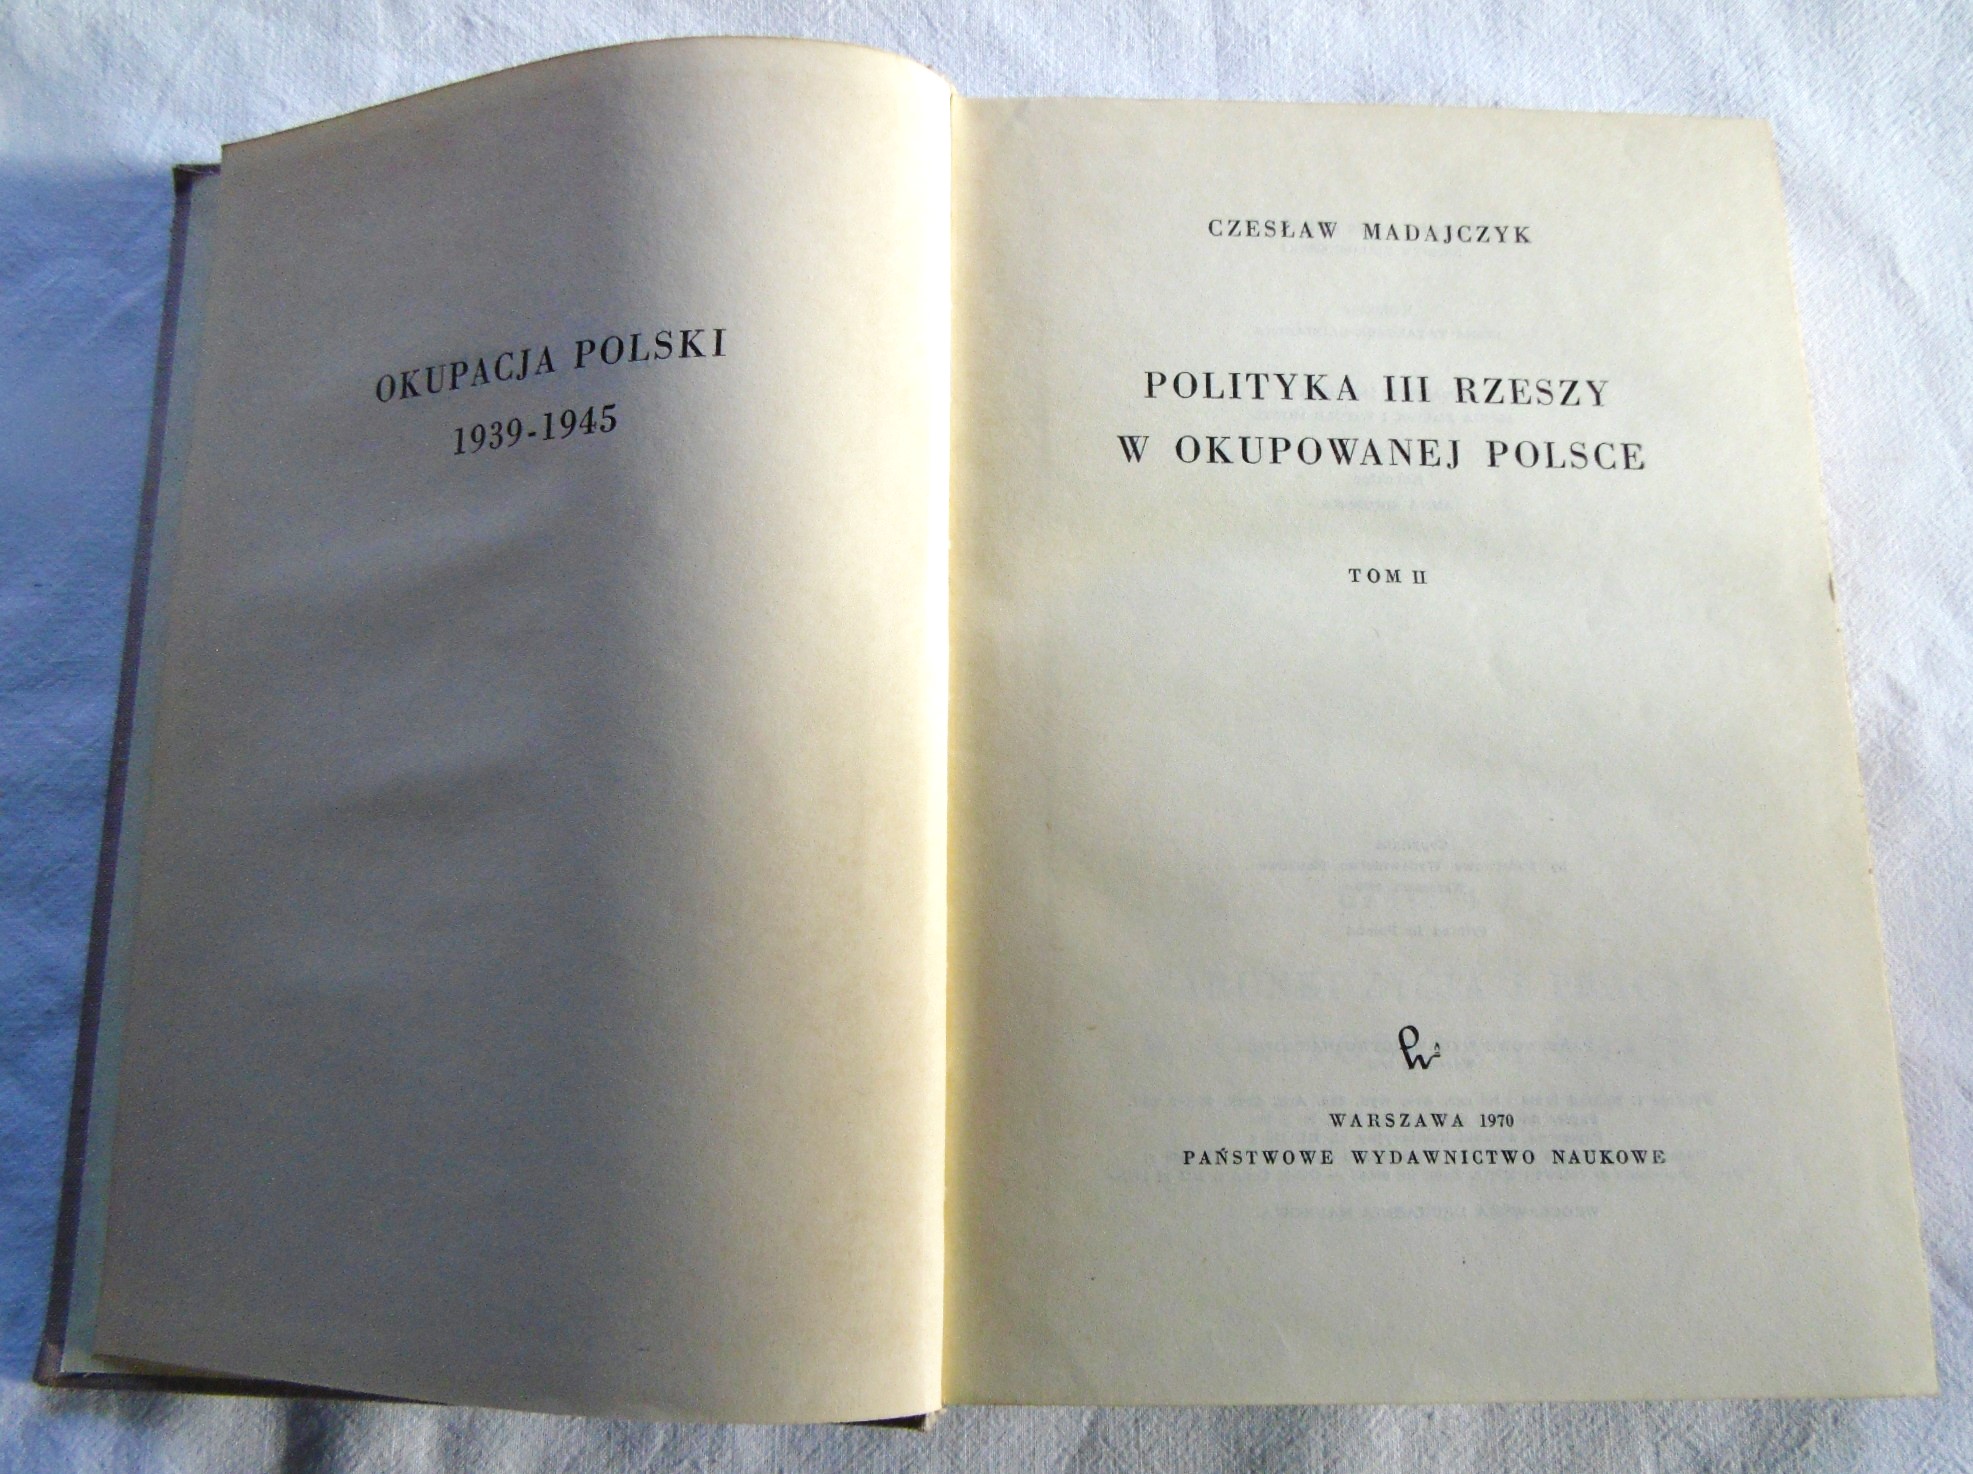 OKUPACJA POLSKI
1939-1945
CZESŁAW MADAJCZYK
POLITYKA III RZESZY
W OKUPOWANEJ POLSCE
TOM II
WARSZAWA 1970
PAŃSTWOWE WYDAWNICTWO NAUKOWE